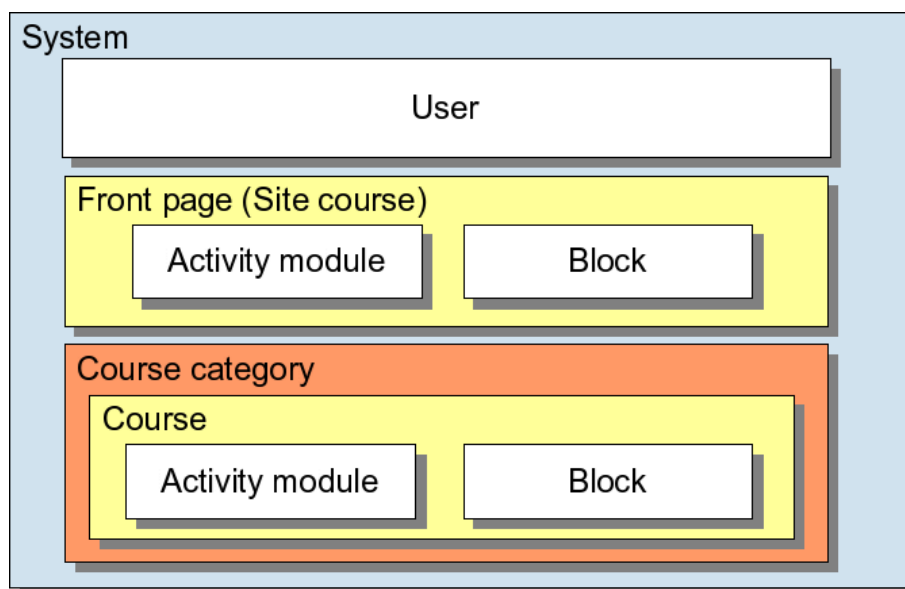 System
User
Front page (Site course)
Activity module
Block
Course category
Course
Activity module
Block